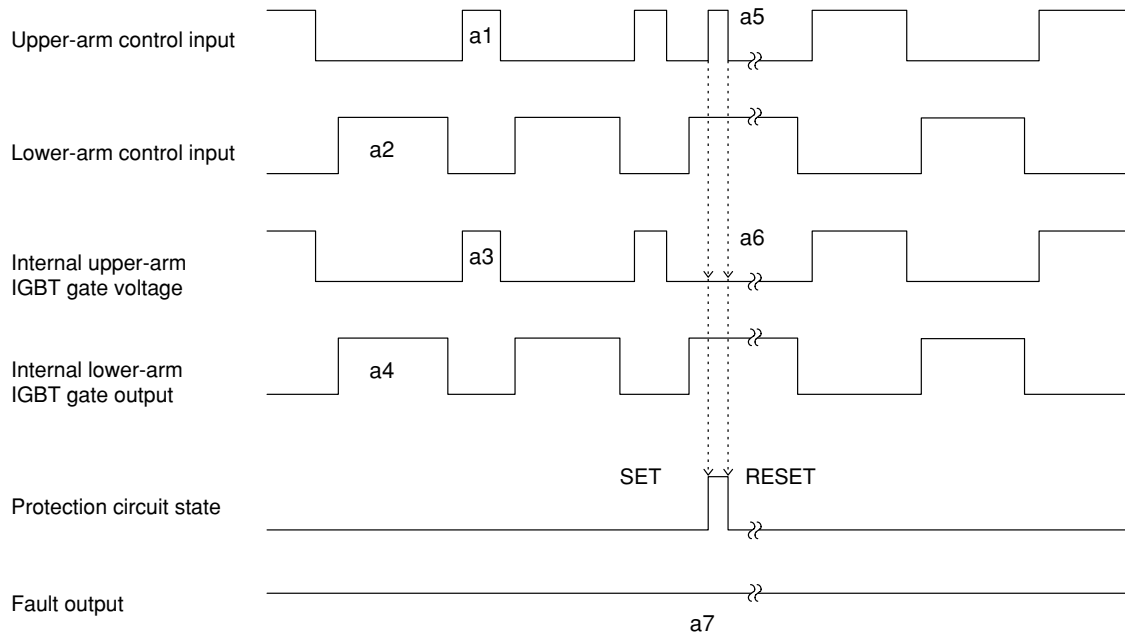 Upper-arm control input
a1
a5
Lower-arm control input
a2
Internal upper-arm
IGBT gate voltage
a3
a6
Internal lower-arm
IGBT gate output
a4
Protection circuit state
SET
RESET
Fault output
a7